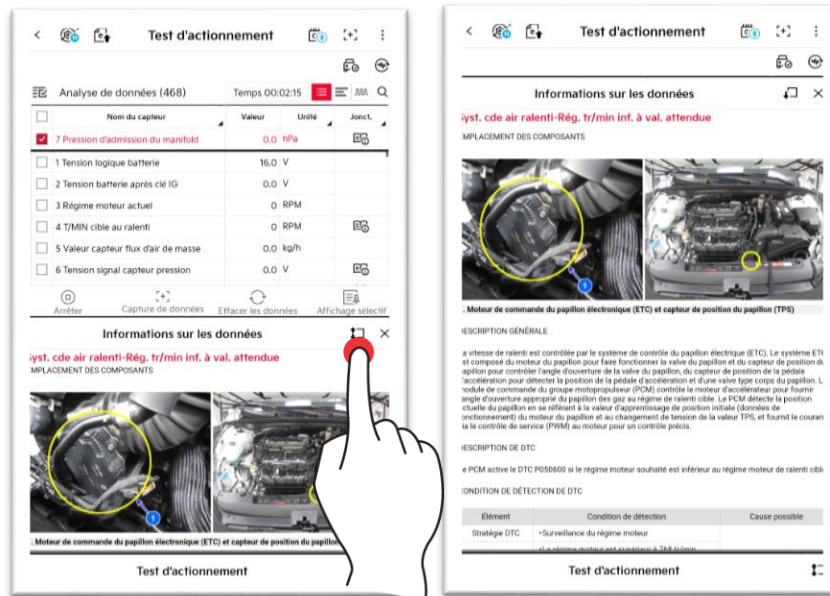 Test d'actionnement
Analyse de données (468)
Temps 00:02:15
Nom du capteur Valeur Unité Jonct.
7 Pression d'admission du manifold 0.0 hPa
1 Tension logique batterie 16.0 V
2 Tension batterie après clé IG 0.0 V
3 Régime moteur actuel 0 RPM
4 T/MIN cible au ralenti 0 RPM
5 Valeur capteur flux d'air de masse 0.0 kg/h
6 Tension signal capteur pression 0.0 V
Arrêter Capture de données Effacer les données Affichage sélectif
Informations sur les données
Syst. cde air ralenti-Rég. tr/min inf. à val. attendue
MPLACEMENT DES COMPOSANTS
1
. Moteur de commande du papillon électronique (ETC) et capteur de position du papillon
Test d'actionnement
Test d'actionnement
Informations sur les données
Syst. cde air ralenti-Rég. tr/min inf. à val. attendue
MPLACEMENT DES COMPOSANTS
1
. Moteur de commande du papillon électronique (ETC) et capteur de position du papillon (TPS)
ESCRIPTION GÉNÉRALE
a vitesse de ralenti est contrôlée par le système de contrôle du papillon électrique (ETC). Le système ETC
st composé du moteur du papillon pour faire fonctionner la valve du papillon et du capteur de position du
apillon pour contrôler l'angle d'ouverture de la valve du papillon, du capteur de position de la pédale
'accélération pour détecter la position de la pédale d'accélération et d'une valve type corps du papillon. L
nodule de commande du groupe motopropulseur (PCM) contrôle le moteur d'accélérateur pour fournir
angle d'ouverture approprié du papillon des gaz au régime de ralenti cible. Le PCM détecte la position
ctuelle du papillon en se référant à la valeur d'apprentissage de position initiale (données de
onctionnement) du moteur du papillon et au changement de tension de la valeur TPS, et fournit le couran
ia le contrôle de service (PWM) au moteur pour un contrôle précis.
ESCRIPTION DE DTC
e PCM active le DTC P050600 si le régime moteur souhaité est inférieur au régime moteur de ralenti cibl
CONDITION DE DÉTECTION DE DTC
Élément Condition de détection Cause possible
Stratégie DTC •Surveillance du régime moteur
•Le régime moteur est supérieur à 768 tr/min
Test d'actionnement